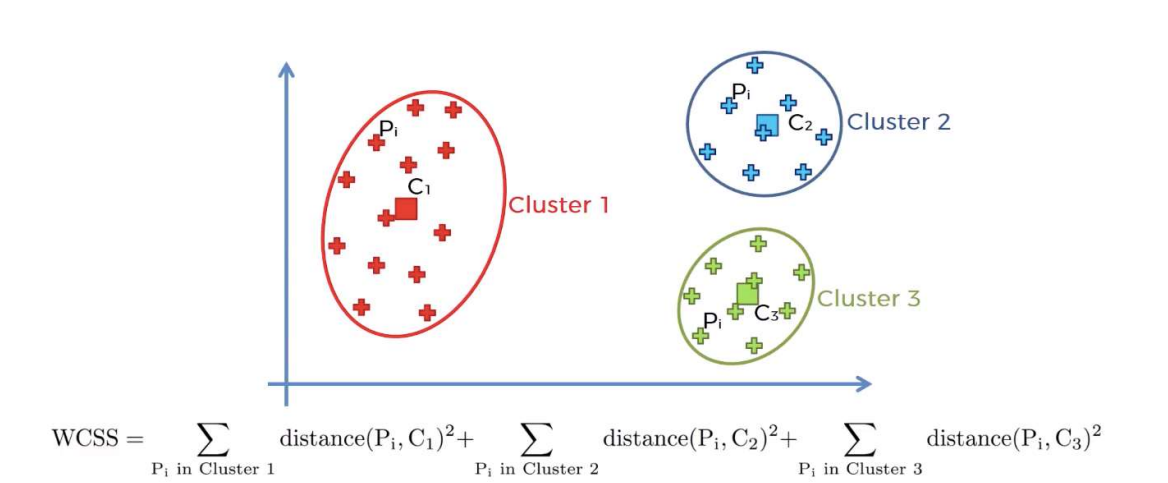 Pᵢ
C₂
Cluster 2
Pᵢ
C₁
Cluster 1
Cluster 3
Pᵢ
C₃
WCSS = ∑ distance(Pᵢ, C₁)² + ∑ distance(Pᵢ, C₂)² + ∑ distance(Pᵢ, C₃)²
Pᵢ in Cluster 1 Pᵢ in Cluster 2 Pᵢ in Cluster 3